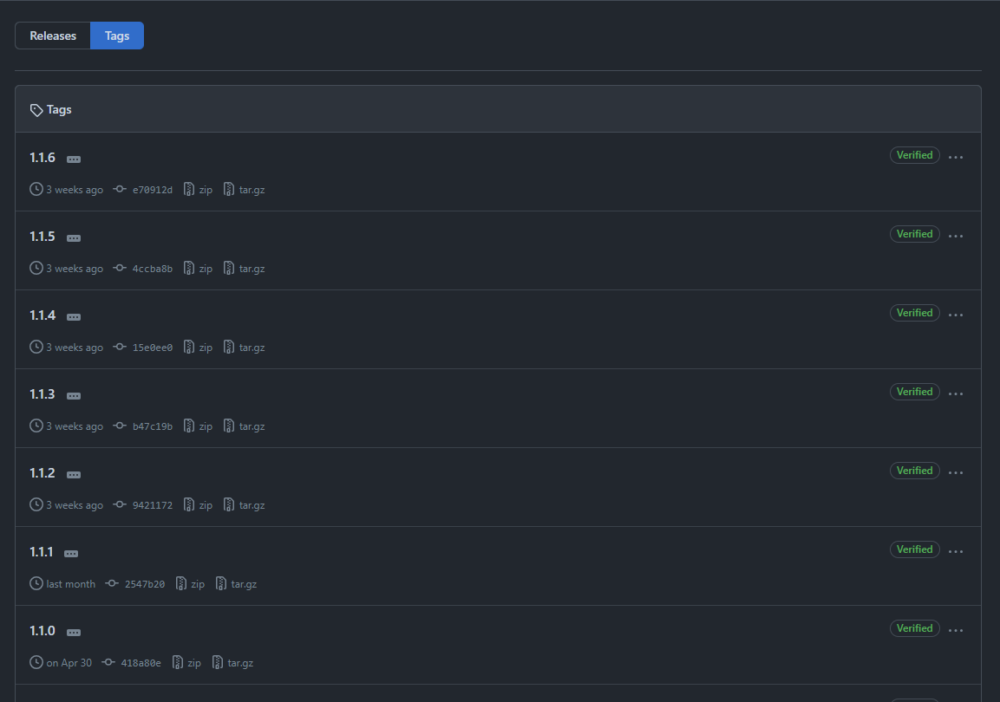 Releases Tags
Tags
1.1.6 Verified
3 weeks ago e70912d zip tar.gz
1.1.5 Verified
3 weeks ago 4ccba8b zip tar.gz
1.1.4 Verified
3 weeks ago 15e0ee0 zip tar.gz
1.1.3 Verified
3 weeks ago b47c19b zip tar.gz
1.1.2 Verified
3 weeks ago 9421172 zip tar.gz
1.1.1 Verified
last month 2547b20 zip tar.gz
1.1.0 Verified
on Apr 30 418a80e zip tar.gz